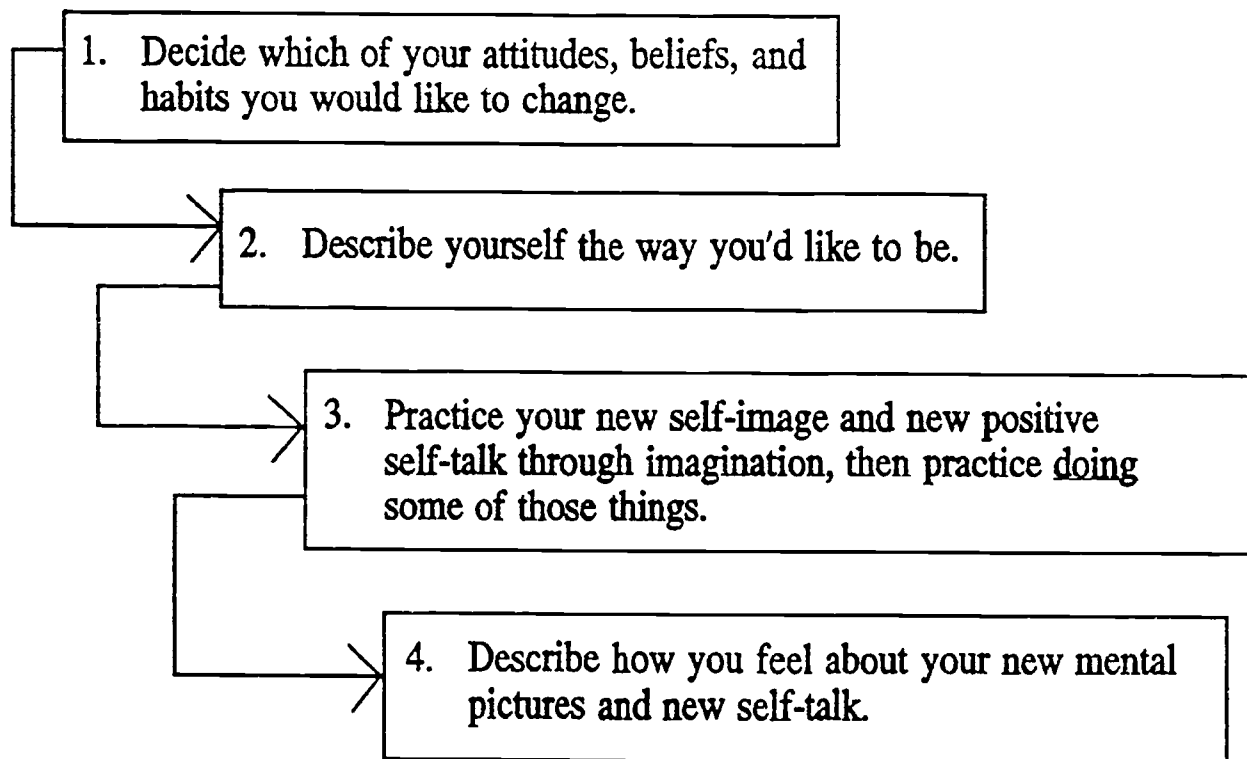 1. Decide which of your attitudes, beliefs, and
habits you would like to change.
2. Describe yourself the way you'd like to be.
3. Practice your new self-image and new positive
self-talk through imagination, then practice doing
some of those things.
4. Describe how you feel about your new mental
pictures and new self-talk.